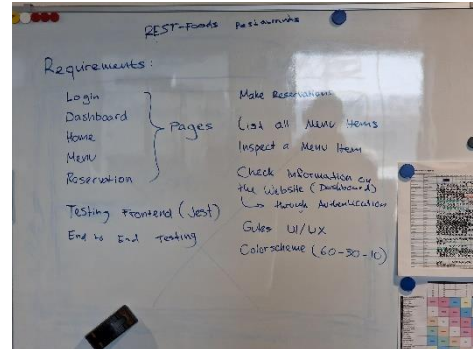 REST-Foods Restaurants
Requirements:
Login
Dashboard
Home
Menu
Reservation
Pages
Testing Frontend (Jest)
End to End Testing
Make Reservations
List all Menu Items
Inspect a Menu Item
Check Information on
the Website (Dashboard)
through Authentication
Gutes UI/UX
Colorscheme (60-30-10)